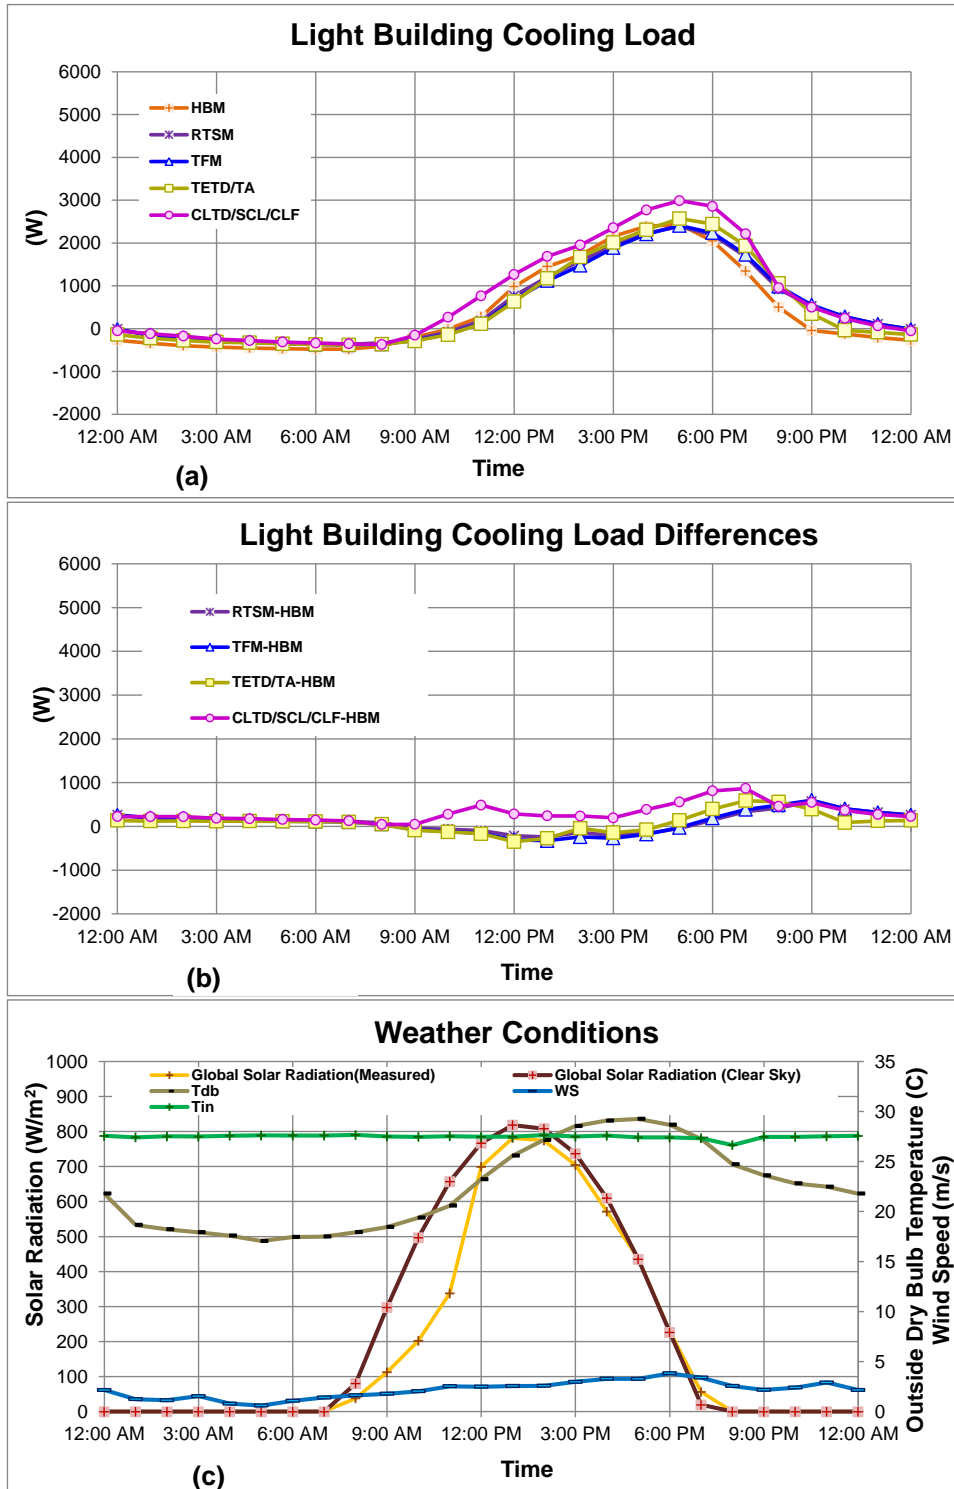 Light Building Cooling Load
6000
5000
4000
3000
2000
1000
0
-1000
-2000
(W)
HBM
RTSM
TFM
TETD/TA
CLTD/SCL/CLF
12:00 AM 3:00 AM 6:00 AM 9:00 AM 12:00 PM 3:00 PM 6:00 PM 9:00 PM 12:00 AM
Time
(a)
Light Building Cooling Load Differences
6000
5000
4000
3000
2000
1000
0
-1000
-2000
(W)
RTSM-HBM
TFM-HBM
TETD/TA-HBM
CLTD/SCL/CLF-HBM
12:00 AM 3:00 AM 6:00 AM 9:00 AM 12:00 PM 3:00 PM 6:00 PM 9:00 PM 12:00 AM
Time
(b)
Weather Conditions
1000
900
800
700
600
500
400
300
200
100
0
Solar Radiation (W/m²)
Global Solar Radiation(Measured) Global Solar Radiation (Clear Sky)
Tdb WS
Tin
35
30
25
20
15
10
5
0
Outside Dry Bulb Temperature (C)
Wind Speed (m/s)
12:00 AM 3:00 AM 6:00 AM 9:00 AM 12:00 PM 3:00 PM 6:00 PM 9:00 PM 12:00 AM
Time
(c)